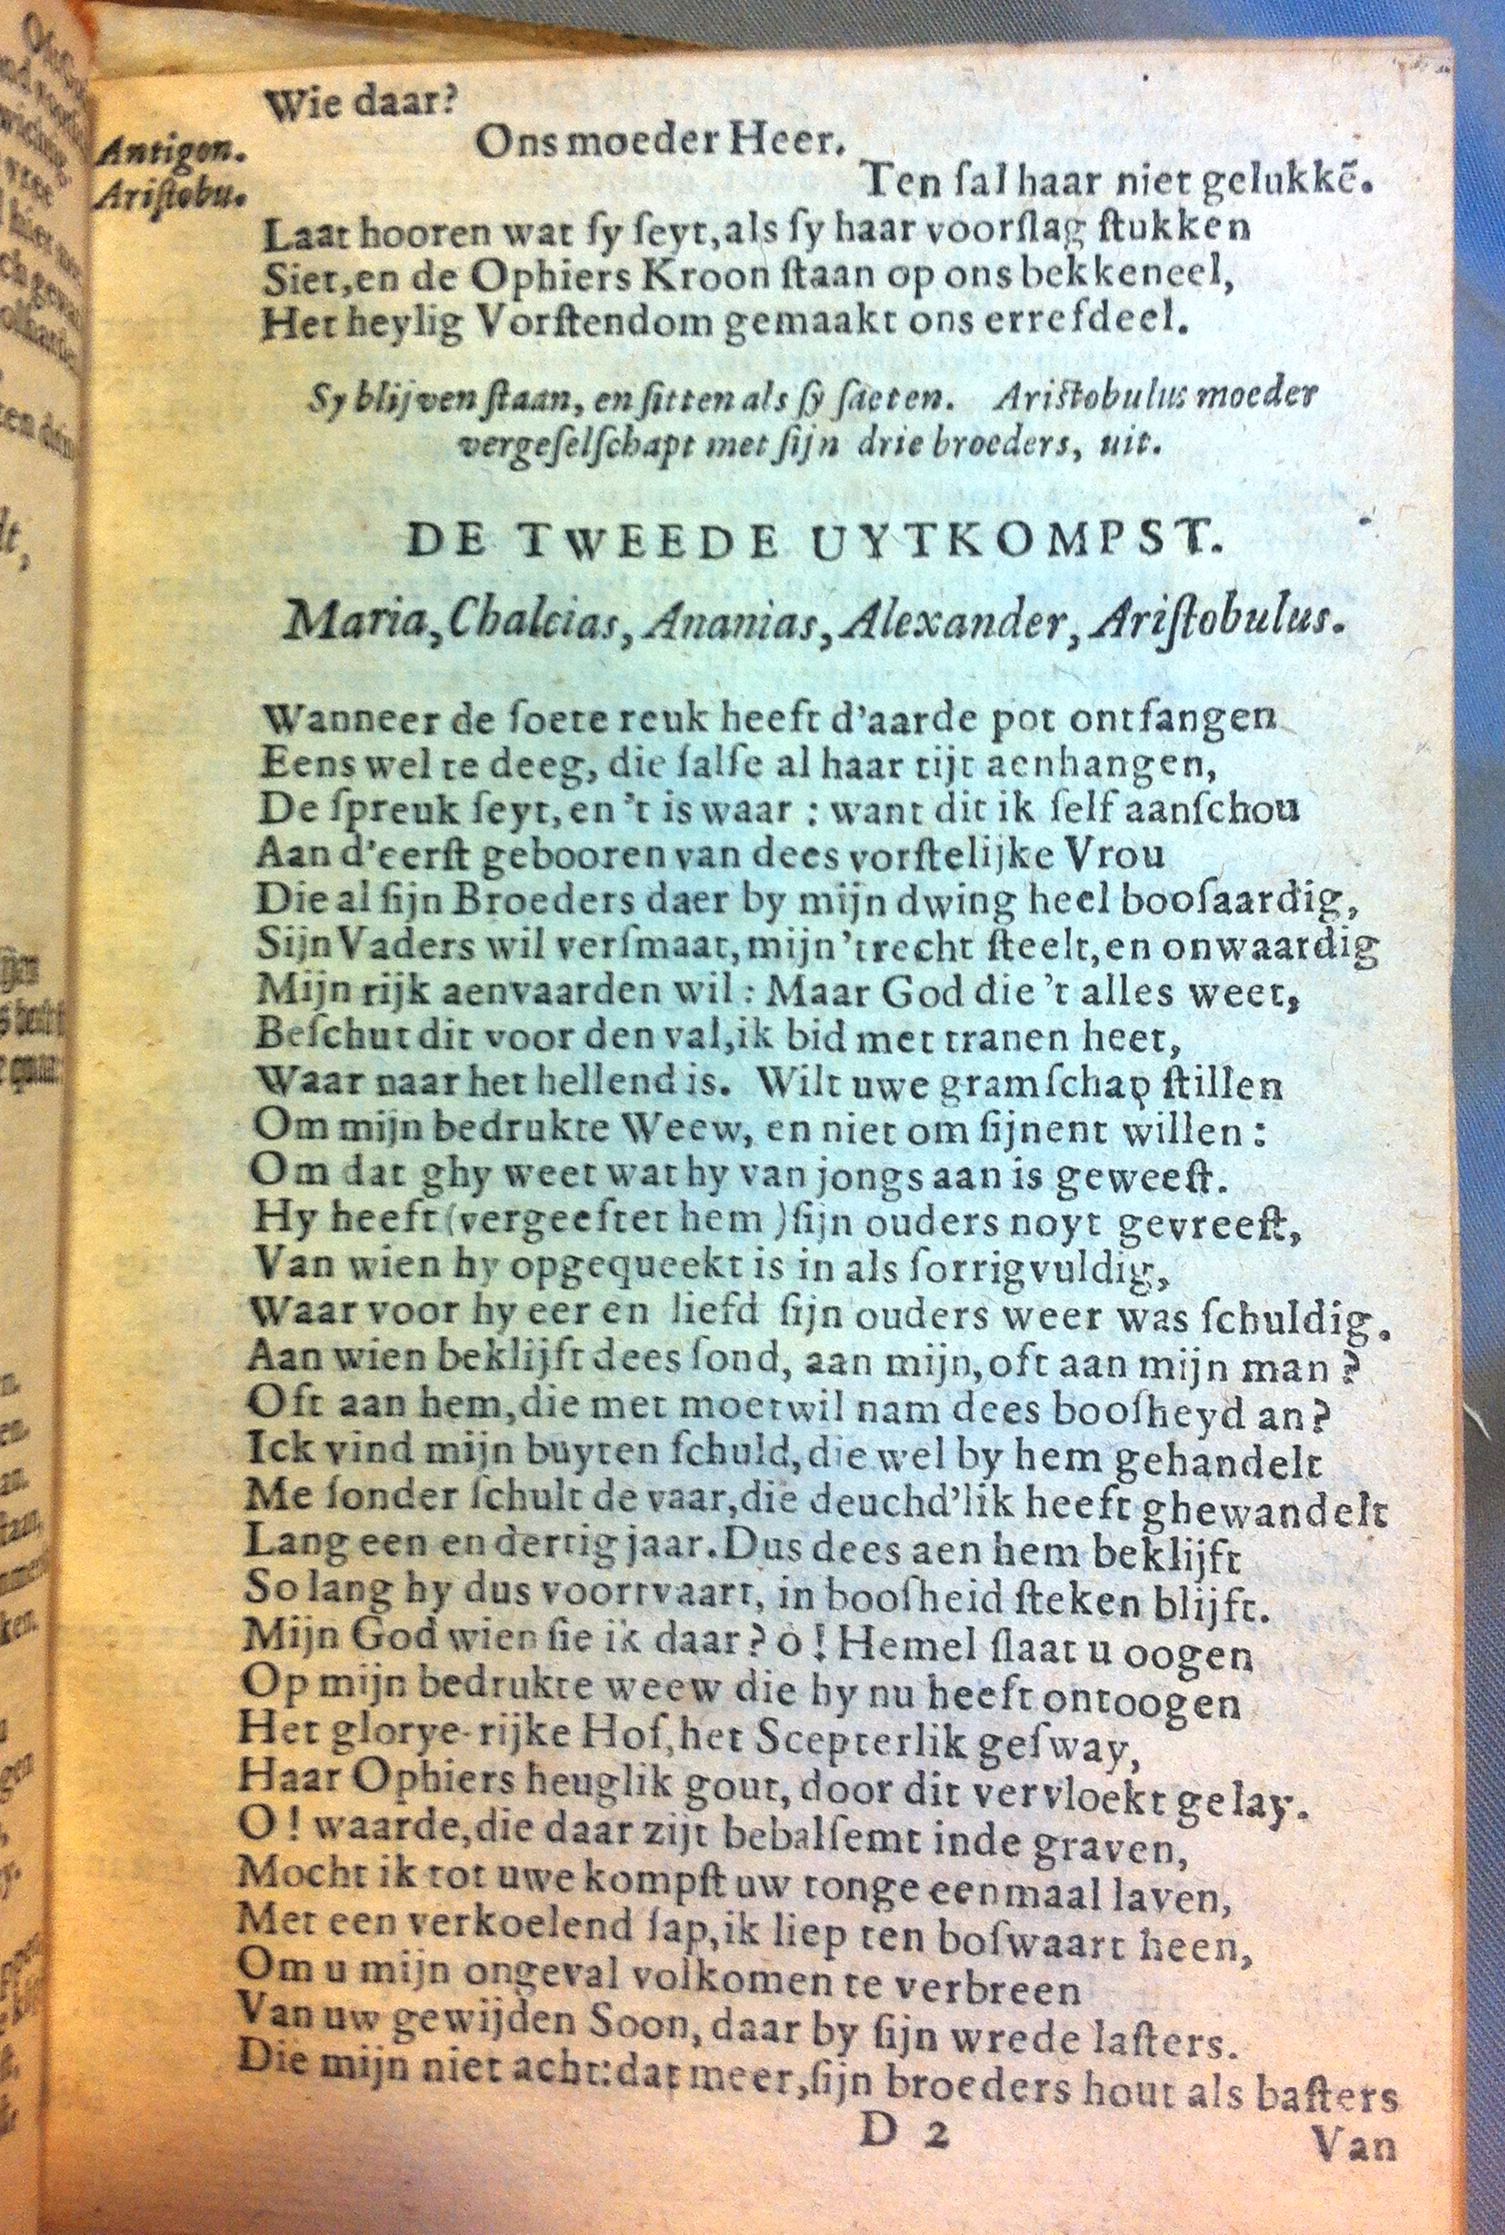 Wie daar?
Antigon. Ons moeder Heer.
Aristobu. Ten ſal haar niet gelukkẽ.
Laat hooren wat ſy ſeyt, als ſy haar voorſlag ſtukken
Siet, en de Ophiers Kroon ſtaan op ons bekkeneel,
Het heylig Vorſtendom gemaakt ons errefdeel.
Sy blijven ſtaan, en ſitten als ſy ſaeten. Ariſtobulus moeder
vergeſelſchapt met ſijn drie broeders, uit.
DE TWEEDE UYTKOMPST.
Maria, Chalcias, Ananias, Alexander, Ariſtobulus.
Wanneer de ſoete reuk heeft d'aarde pot ontfangen
Eens wel te deeg, die ſalſe al haar tijt aenhangen,
De ſpreuk ſeyt, en 't is waar : want dit ik ſelf aanſchou
Aan d'eerſt gebooren van dees vorſtelijke Vrou
Die al ſijn Broeders daer by mijn dwing heel booſaardig,
Sijn Vaders wil verſmaat, mijn 't recht ſteelt, en onwaardig
Mijn rijk aenvaarden wil : Maar God die 't alles weet,
Beſchut dit voor den val, ik bid met tranen heet,
Waar naar het hellend is. Wilt uwe gramſchap ſtillen
Om mijn bedrukte Weew, en niet om ſijnent willen :
Om dat ghy weet wat hy van jongs aan is geweeſt.
Hy heeft (vergeeftet hem ) ſijn ouders noyt gevreeſt,
Van wien hy opgequeekt is in als ſorrigvuldig,
Waar voor hy eer en liefd ſijn ouders weer was ſchuldig.
Aan wien beklijft dees ſond, aan mijn, oft aan mijn man ?
Oft aan hem, die met moetwil nam dees booſheyd an?
Ick vind mijn buyten ſchuld, die wel by hem gehandelt
Me ſonder ſchult de vaar, die deuchd'lik heeft ghewandelt
Lang een en dertig jaar. Dus dees aen hem beklijft
So lang hy dus voortvaart, in booſheid ſteken blijft.
Mijn God wien ſie ik daar? o ! Hemel ſlaat u oogen
Op mijn bedrukte weew die hy nu heeft ontoogen
Het glorye-rijke Hof, het Scepterlik geſway,
Haar Ophiers heuglik gout, door dit vervloekt gelay.
O ! waarde, die daar zijt bebalſemt inde graven,
Mocht ik tot uwe kompſt uw tonge eenmaal laven,
Met een verkoelend ſap, ik liep ten boſwaart heen,
Om u mijn ongeval volkomen te verbreen
Van uw gewijden Soon, daar by ſijn wrede laſters.
Die mijn niet acht: dat meer, ſijn broeders hout als baſters
D 2
Van